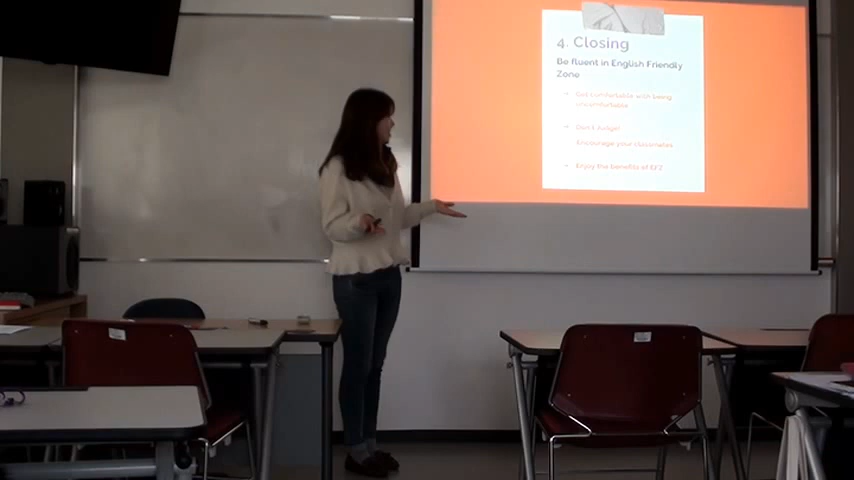 4. Closing
Be fluent in English Friendly
Zone
Get comfortable with being
uncomfortable
Don't Judge!
Encourage your classmates
Enjoy the benefits of EFZ